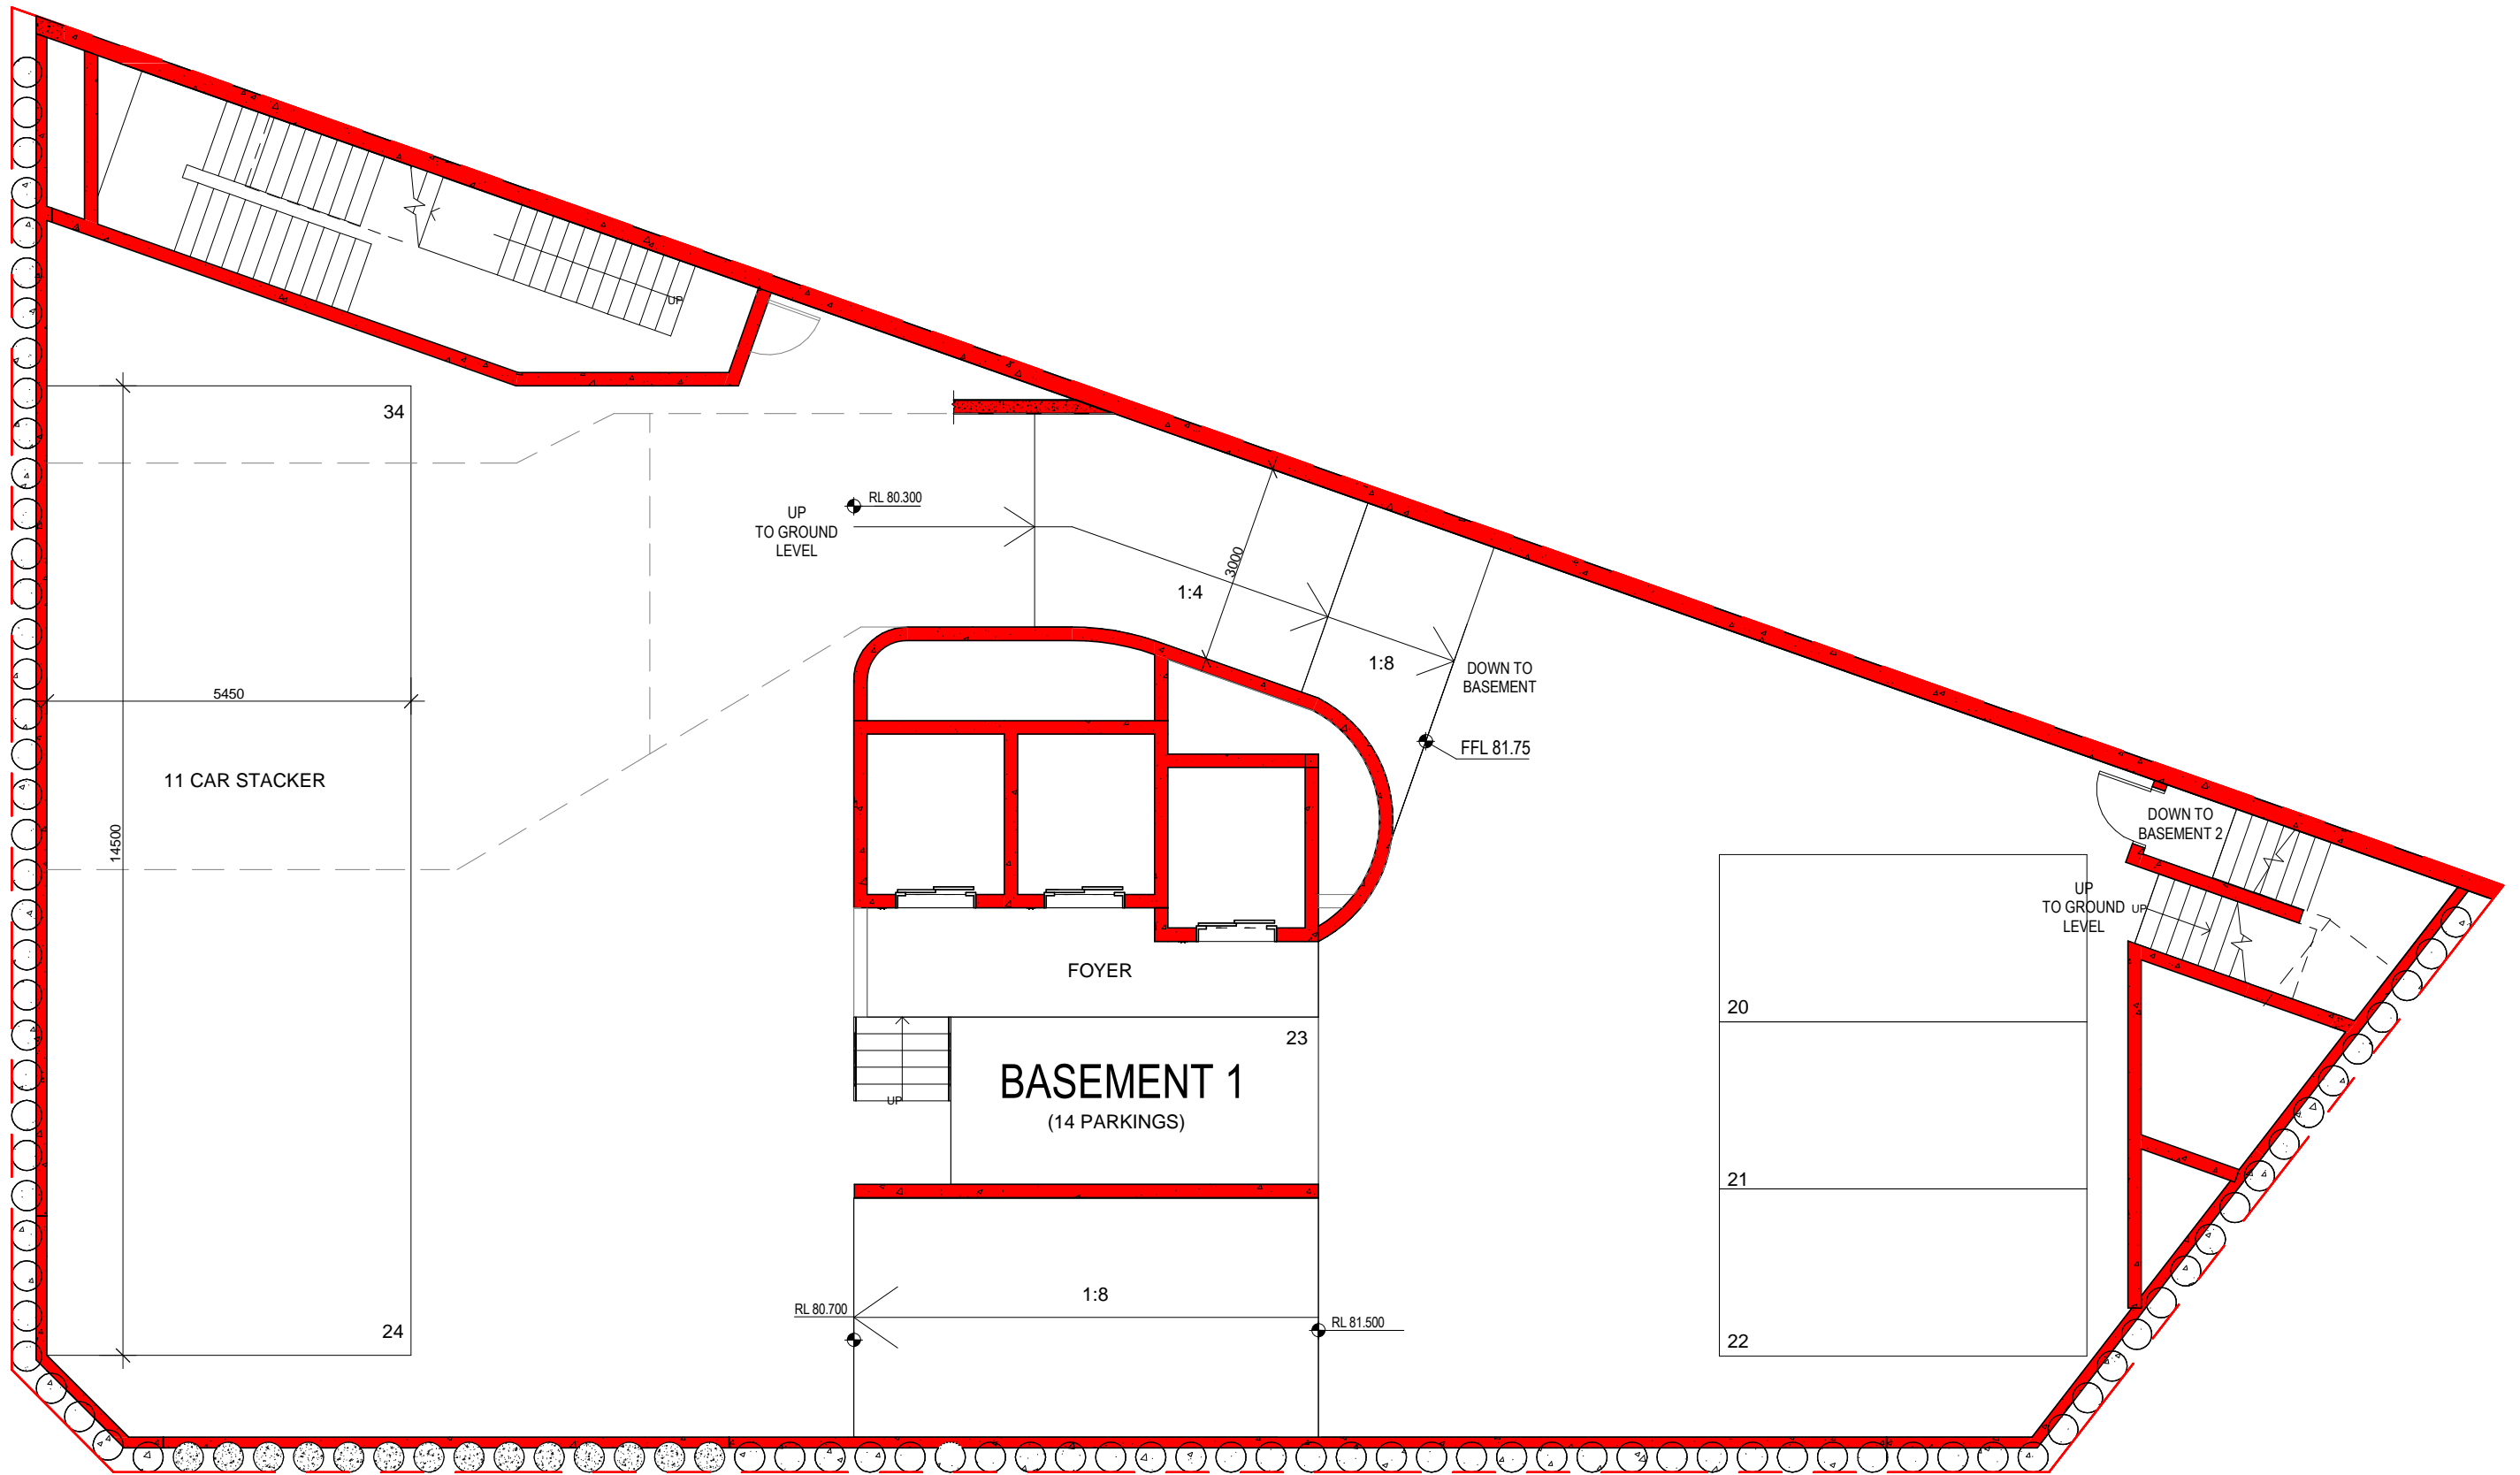 UP
34
RL 80.300
UP
TO GROUND
LEVEL
3000
1:4
1:8
DOWN TO
BASEMENT
5450
FFL 81.75
11 CAR STACKER
14500
DOWN TO
BASEMENT 2
UP
TO GROUND
LEVEL
UP
FOYER
20
23
BASEMENT 1
(14 PARKINGS)
UP
21
1:8
RL 80.700
RL 81.500
24
22